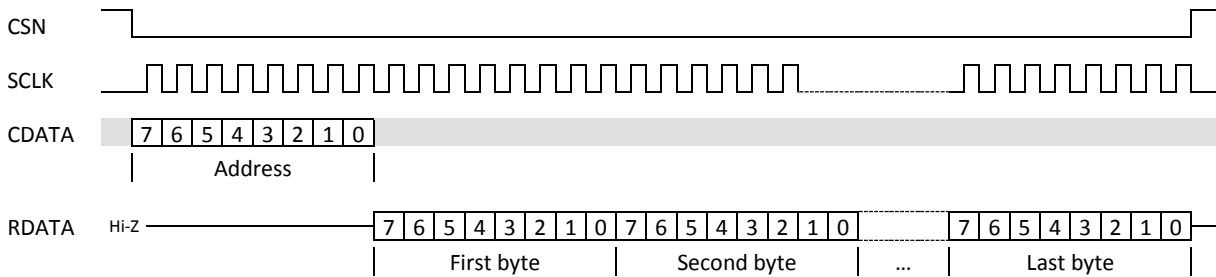 CSN
SCLK
CDATA 7 6 5 4 3 2 1 0
Address
RDATA Hi-Z 7 6 5 4 3 2 1 0 7 6 5 4 3 2 1 0 7 6 5 4 3 2 1 0
First byte Second byte ... Last byte